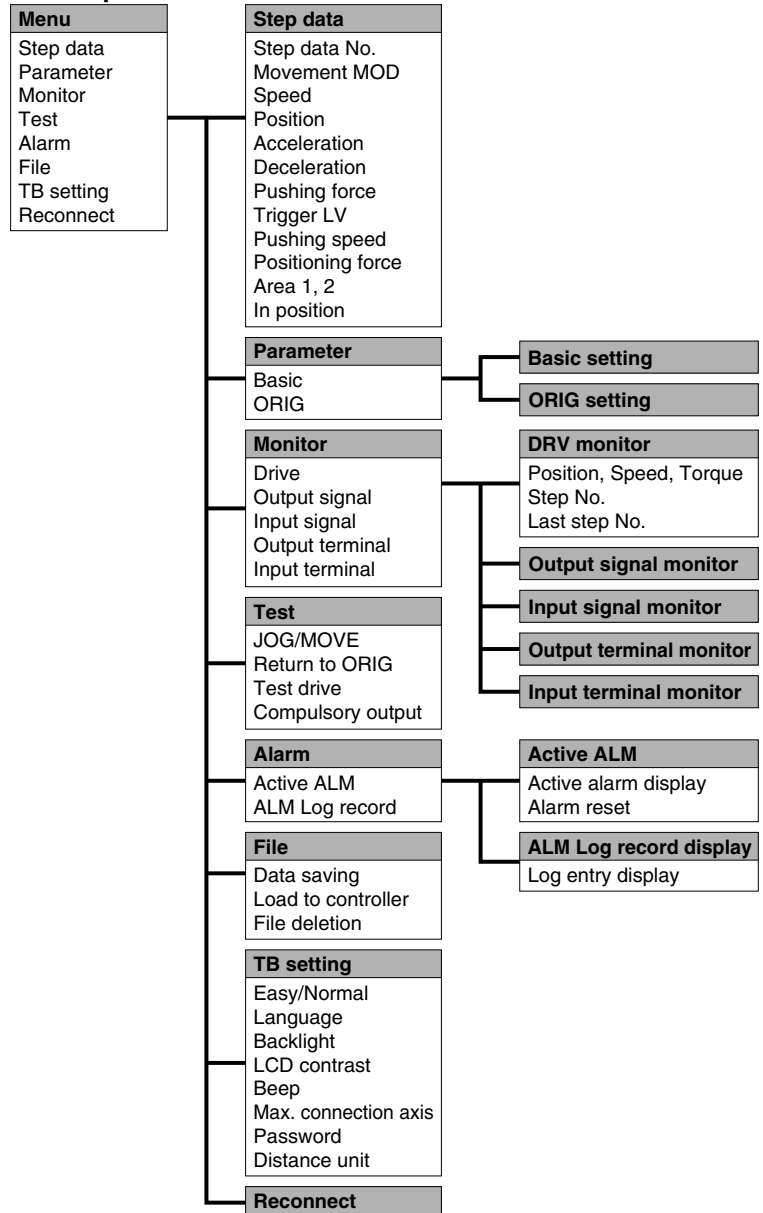 Menu
Step data
Parameter
Monitor
Test
Alarm
File
TB setting
Reconnect
Step data
Step data No.
Movement MOD
Speed
Position
Acceleration
Deceleration
Pushing force
Trigger LV
Pushing speed
Positioning force
Area 1, 2
In position
Parameter
Basic
ORIG
Basic setting
ORIG setting
Monitor
Drive
Output signal
Input signal
Output terminal
Input terminal
DRV monitor
Position, Speed, Torque
Step No.
Last step No.
Output signal monitor
Input signal monitor
Output terminal monitor
Input terminal monitor
Test
JOG/MOVE
Return to ORIG
Test drive
Compulsory output
Alarm
Active ALM
ALM Log record
Active ALM
Active alarm display
Alarm reset
ALM Log record display
Log entry display
File
Data saving
Load to controller
File deletion
TB setting
Easy/Normal
Language
Backlight
LCD contrast
Beep
Max. connection axis
Password
Distance unit
Reconnect